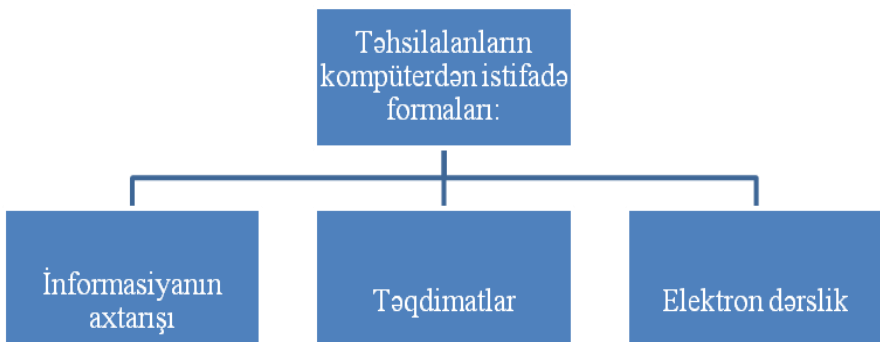 Təhsilalanların
kompüterdən istifadə
formaları:
İnformasiyanın
axtarışı
Təqdimatlar
Elektron dərslik